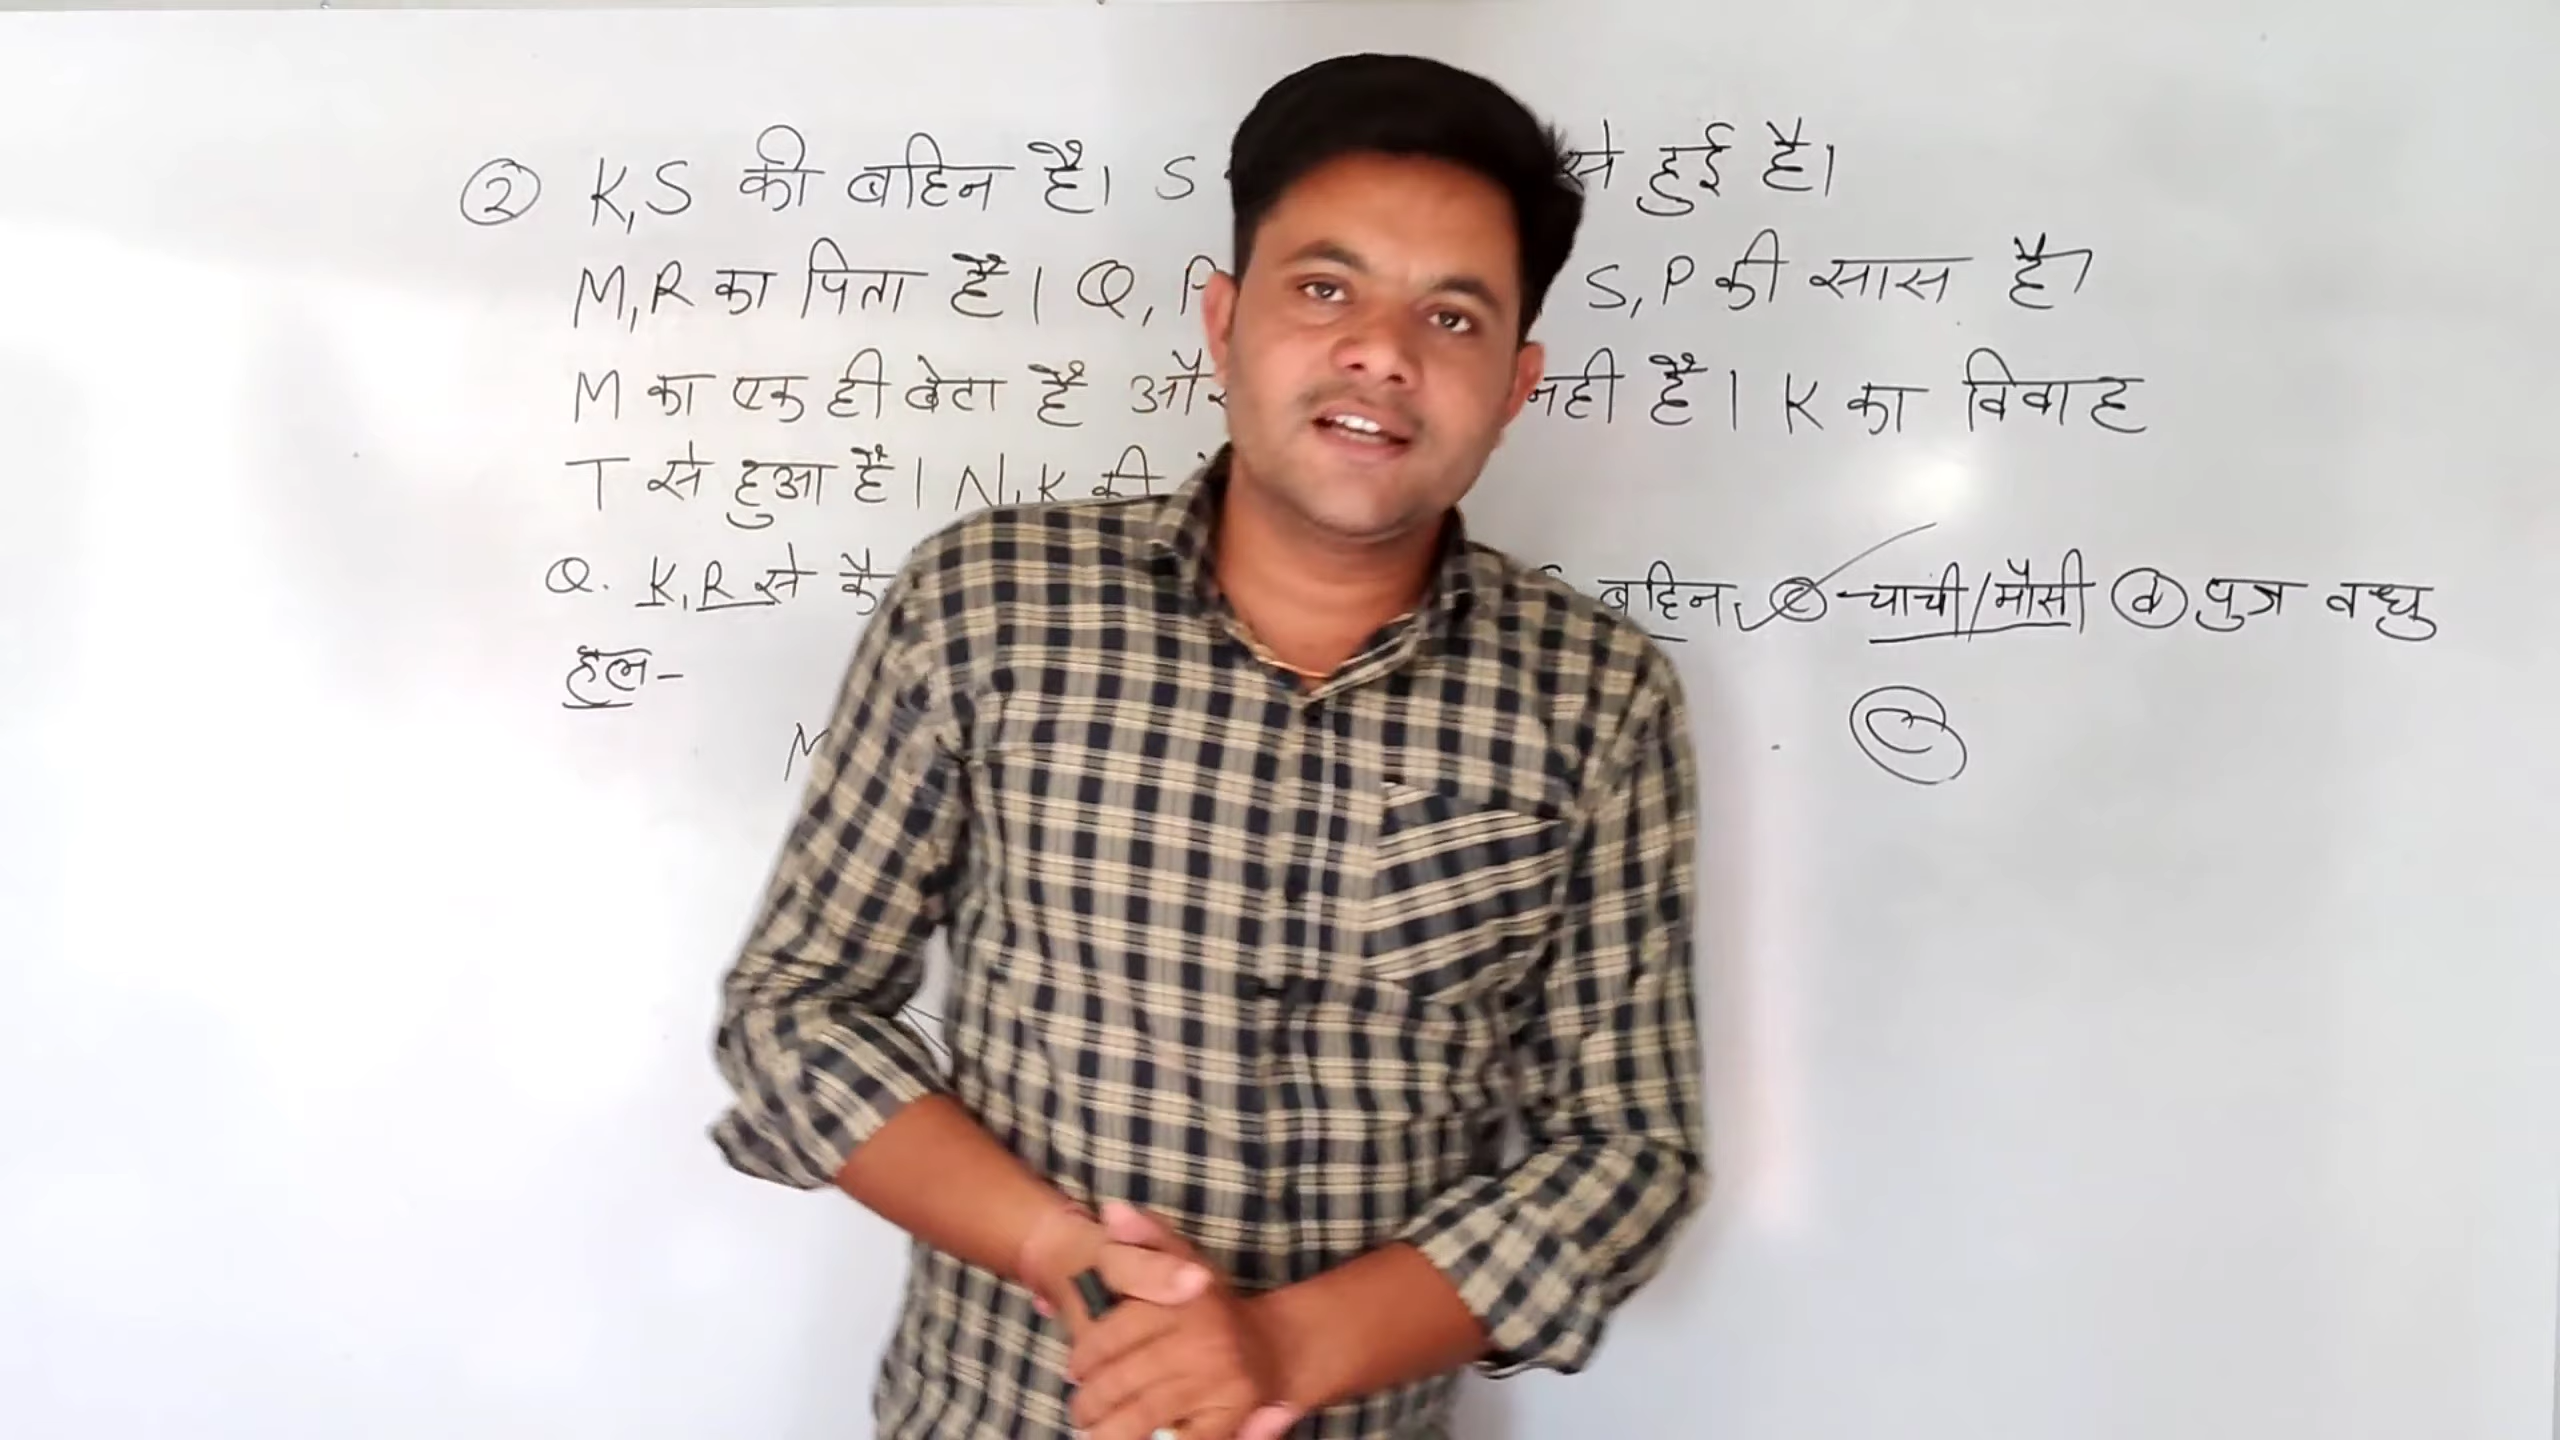 ② K,S की बहिन है। S से हुई है।
M,R का पिता है। Q, S,P की सास है।
M का एक ही बेटा है और नही है। K का विवाह
T से हुआ है। N,K की
Q. K,R से बहिन ⓒ चाची/मौसी ⓓ पुत्र वधु
हल-